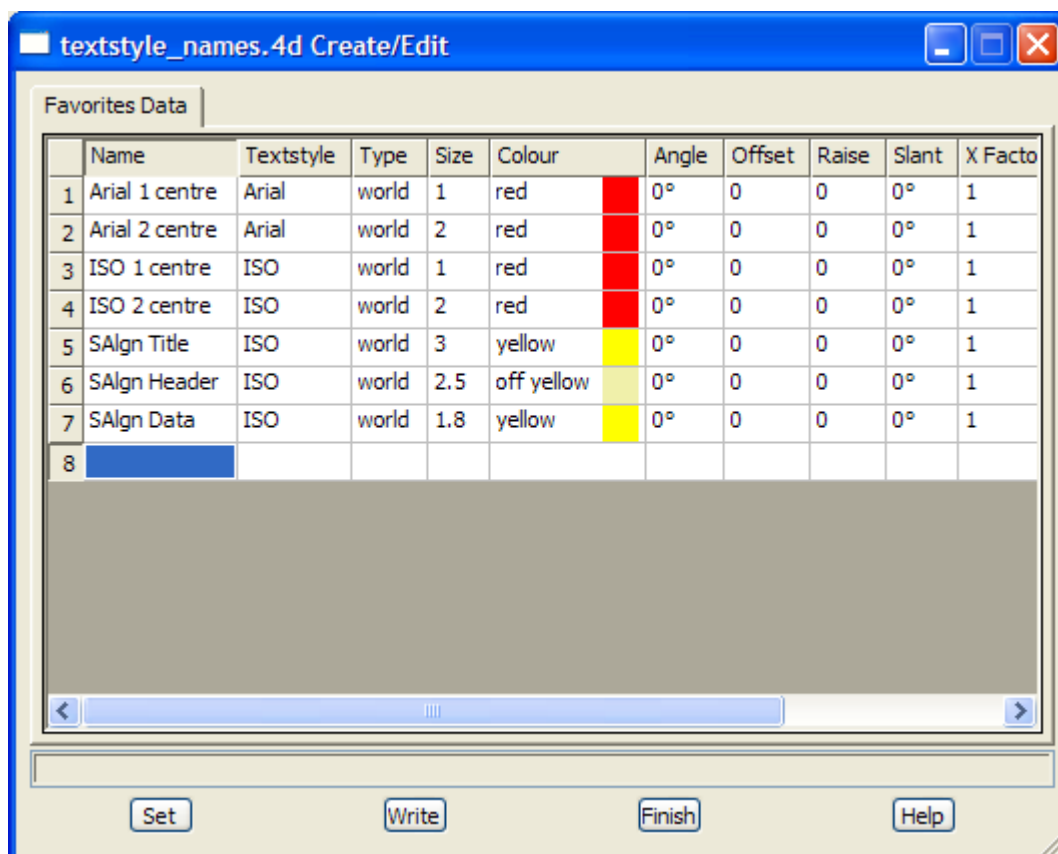 textstyle_names.4d Create/Edit
Favorites Data
Name Textstyle Type Size Colour Angle Offset Raise Slant X Facto
1 Arial 1 centre Arial world 1 red 0° 0 0 0° 1
2 Arial 2 centre Arial world 2 red 0° 0 0 0° 1
3 ISO 1 centre ISO world 1 red 0° 0 0 0° 1
4 ISO 2 centre ISO world 2 red 0° 0 0 0° 1
5 SAlgn Title ISO world 3 yellow 0° 0 0 0° 1
6 SAlgn Header ISO world 2.5 off yellow 0° 0 0 0° 1
7 SAlgn Data ISO world 1.8 yellow 0° 0 0 0° 1
8
Set Write Finish Help